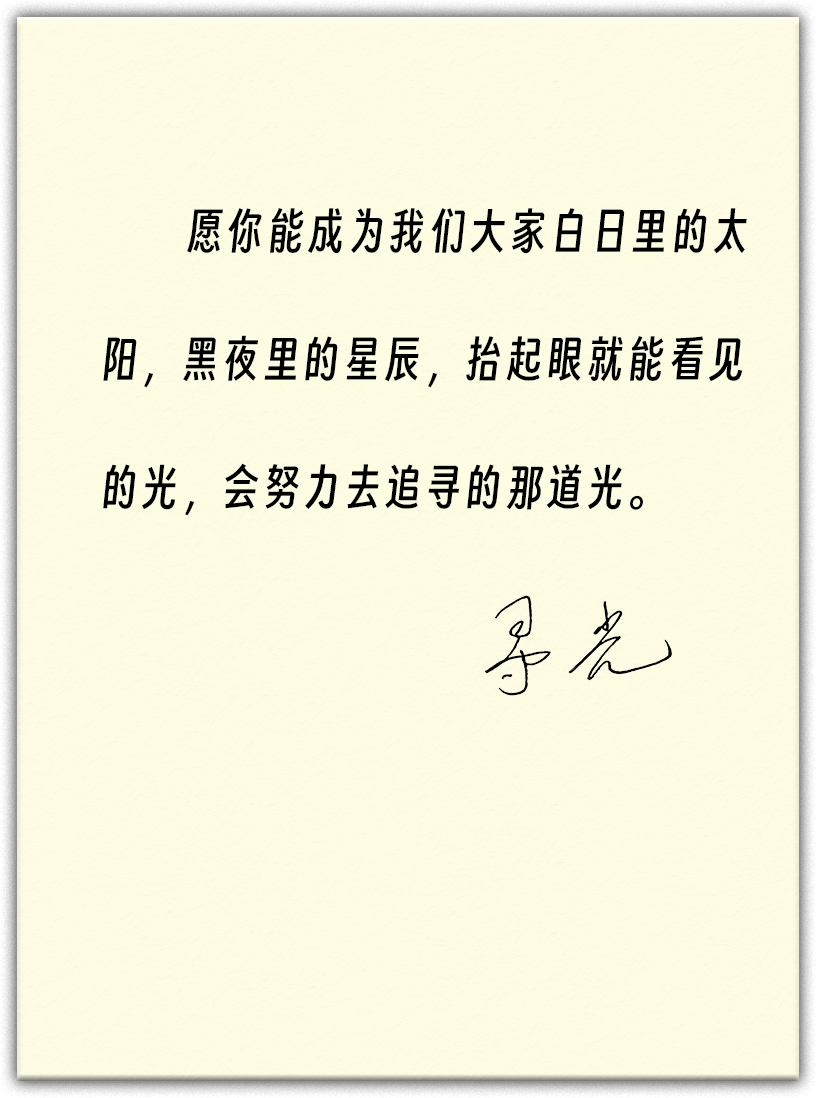 愿你能成为我们大家白日里的太
阳，黑夜里的星辰，抬起眼就能看见
的光，会努力去追寻的那道光。
寻光